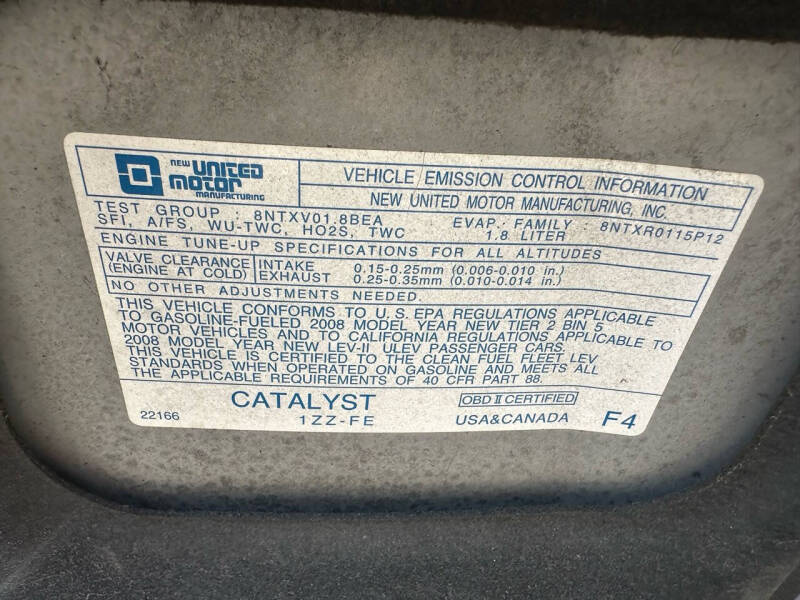 NEW UNITED MOTOR MANUFACTURING
VEHICLE EMISSION CONTROL INFORMATION
NEW UNITED MOTOR MANUFACTURING, INC.
TEST GROUP : 8NTXV01.8BEA EVAP. FAMILY : 8NTXR0115P12
SFI, A/FS, WU-TWC, HO2S, TWC 1.8 LITER
ENGINE TUNE-UP SPECIFICATIONS FOR ALL ALTITUDES
VALVE CLEARANCE INTAKE 0.15-0.25mm (0.006-0.010 in.)
(ENGINE AT COLD) EXHAUST 0.25-0.35mm (0.010-0.014 in.)
NO OTHER ADJUSTMENTS NEEDED.
THIS VEHICLE CONFORMS TO U.S. EPA REGULATIONS APPLICABLE
TO GASOLINE-FUELED 2008 MODEL YEAR NEW TIER 2 BIN 5
MOTOR VEHICLES AND TO CALIFORNIA REGULATIONS APPLICABLE TO
2008 MODEL YEAR NEW LEV-II ULEV PASSENGER CARS.
THIS VEHICLE IS CERTIFIED TO THE CLEAN FUEL FLEET LEV
STANDARDS WHEN OPERATED ON GASOLINE AND MEETS ALL
THE APPLICABLE REQUIREMENTS OF 40 CFR PART 88.
CATALYST OBD II CERTIFIED
22166 1ZZ-FE USA&CANADA F4